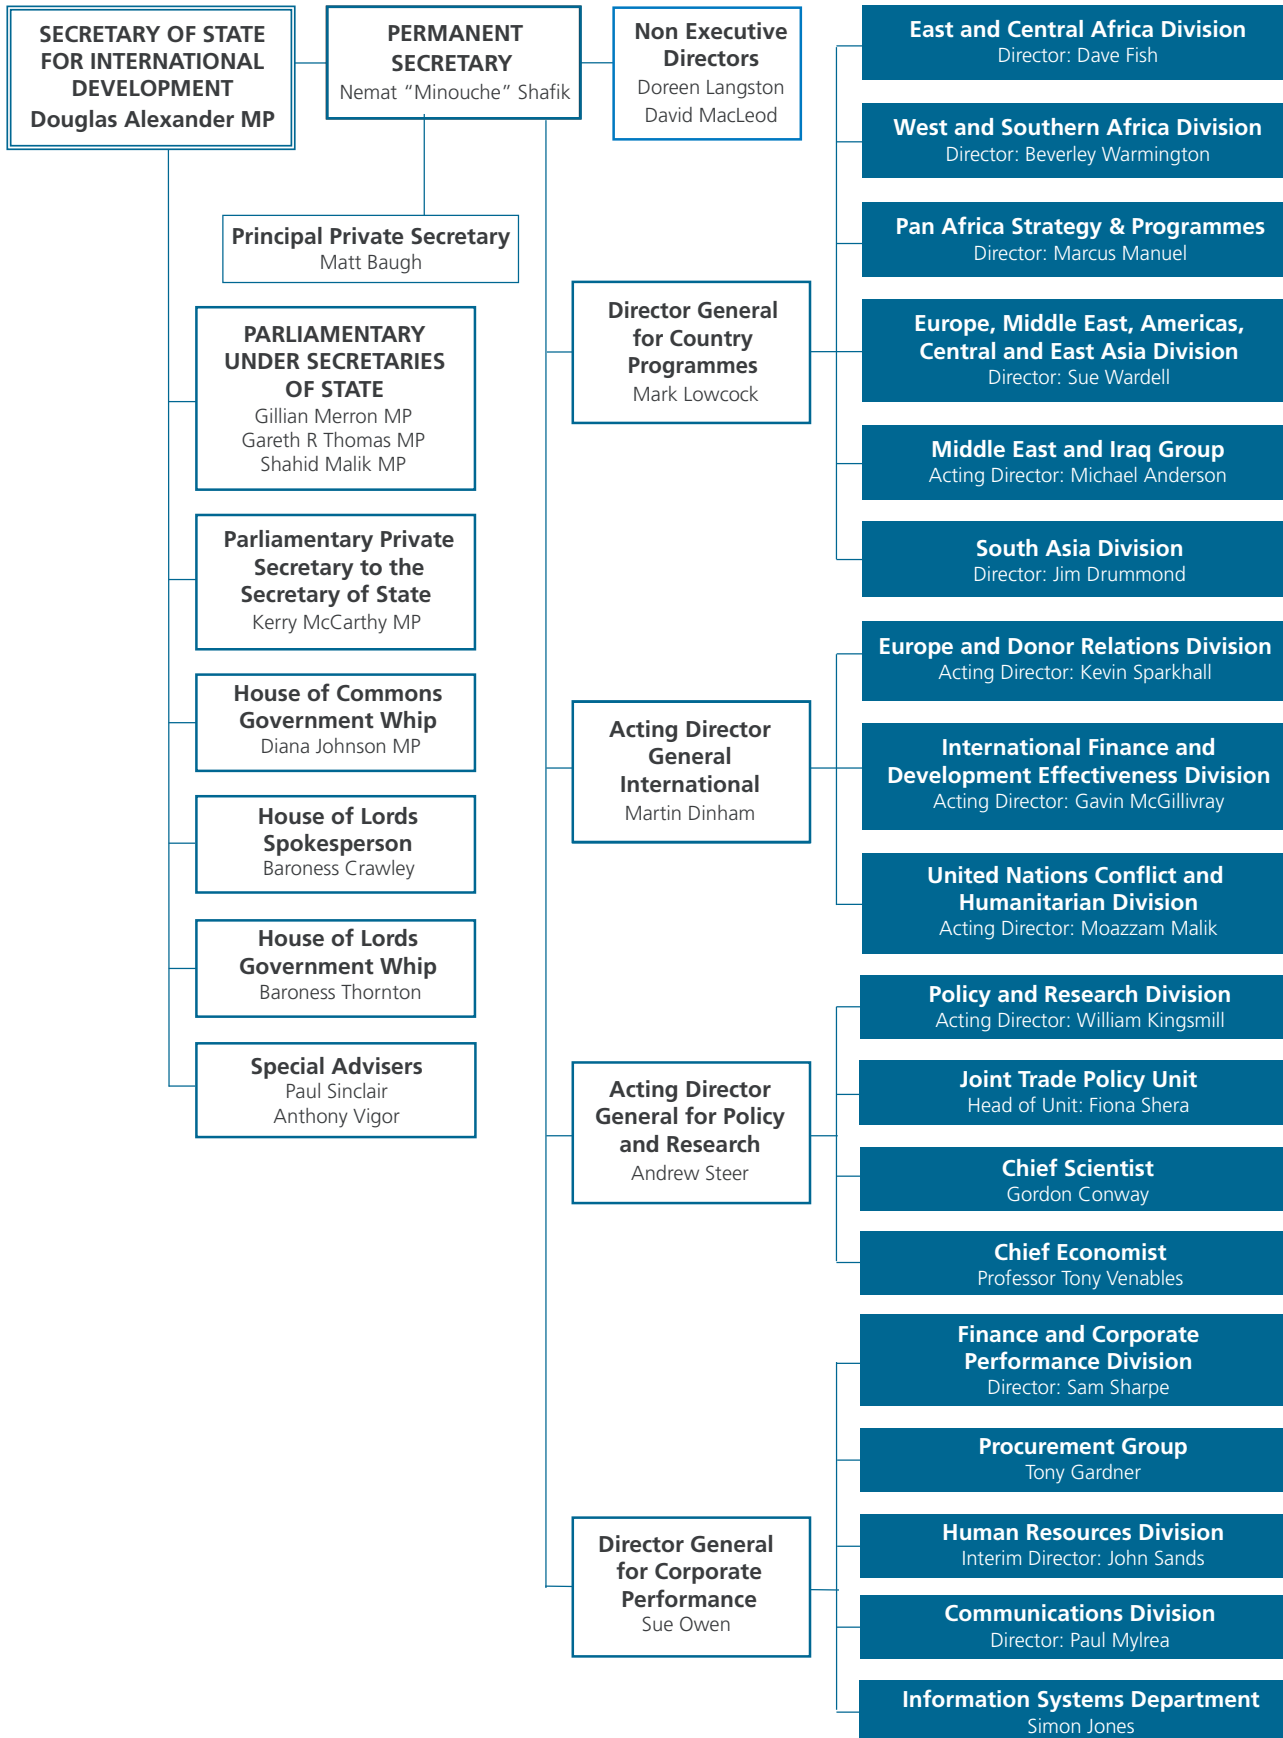 SECRETARY OF STATE
FOR INTERNATIONAL
DEVELOPMENT
Douglas Alexander MP
PERMANENT
SECRETARY
Nemat “Minouche” Shafik
Non Executive
Directors
Doreen Langston
David MacLeod
Principal Private Secretary
Matt Baugh
PARLIAMENTARY
UNDER SECRETARIES
OF STATE
Gillian Merron MP
Gareth R Thomas MP
Shahid Malik MP
Parliamentary Private
Secretary to the
Secretary of State
Kerry McCarthy MP
House of Commons
Government Whip
Diana Johnson MP
House of Lords
Spokesperson
Baroness Crawley
House of Lords
Government Whip
Baroness Thornton
Special Advisers
Paul Sinclair
Anthony Vigor
Director General
for Country
Programmes
Mark Lowcock
East and Central Africa Division
Director: Dave Fish
West and Southern Africa Division
Director: Beverley Warmington
Pan Africa Strategy & Programmes
Director: Marcus Manuel
Europe, Middle East, Americas,
Central and East Asia Division
Director: Sue Wardell
Middle East and Iraq Group
Acting Director: Michael Anderson
South Asia Division
Director: Jim Drummond
Acting Director
General
International
Martin Dinham
Europe and Donor Relations Division
Acting Director: Kevin Sparkhall
International Finance and
Development Effectiveness Division
Acting Director: Gavin McGillivray
United Nations Conflict and
Humanitarian Division
Acting Director: Moazzam Malik
Acting Director
General for Policy
and Research
Andrew Steer
Policy and Research Division
Acting Director: William Kingsmill
Joint Trade Policy Unit
Head of Unit: Fiona Shera
Chief Scientist
Gordon Conway
Chief Economist
Professor Tony Venables
Director General
for Corporate
Performance
Sue Owen
Finance and Corporate
Performance Division
Director: Sam Sharpe
Procurement Group
Tony Gardner
Human Resources Division
Interim Director: John Sands
Communications Division
Director: Paul Mylrea
Information Systems Department
Simon Jones